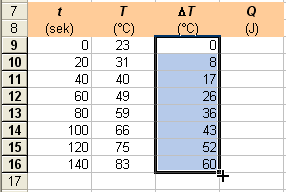 7 t T ΔT Q
8 (sek) (°C) (°C) (J)
9 0 23 0
10 20 31 8
11 40 40 17
12 60 49 26
13 80 59 36
14 100 66 43
15 120 75 52
16 140 83 60
17